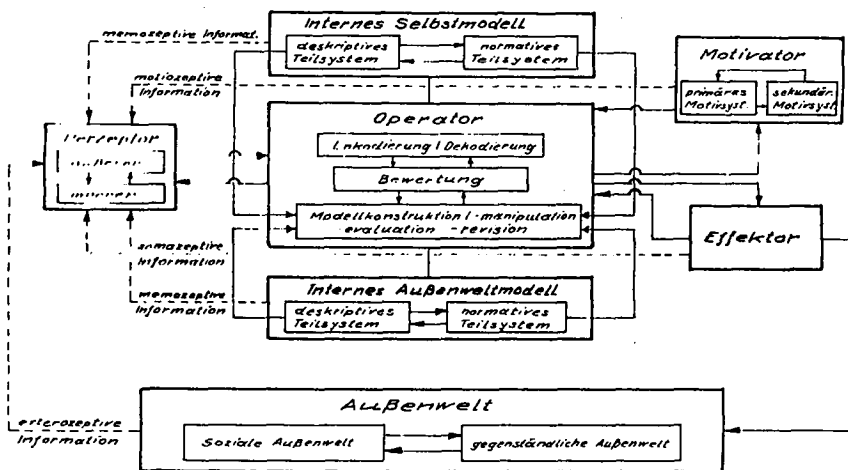 Internes Selbstmodell
memozeptive Informat.
deskriptives
Teilsystem
normatives
Teilsystem
Motivator
motiozeptive
Information
primäres
Motivsyst.
sekundär.
Motivsyst.
Operator
Perzeptor
äußerer
innerer
Enkodierung / Dekodierung
Bewertung
Modellkonstruktion / -manipulation
-evaluation -revision
Effektor
somazeptive
Information
Internes Außenweltmodell
memozeptive
Information
deskriptives
Teilsystem
normatives
Teilsystem
Außenwelt
exterozeptive
Information
Soziale Außenwelt
gegenständliche Außenwelt